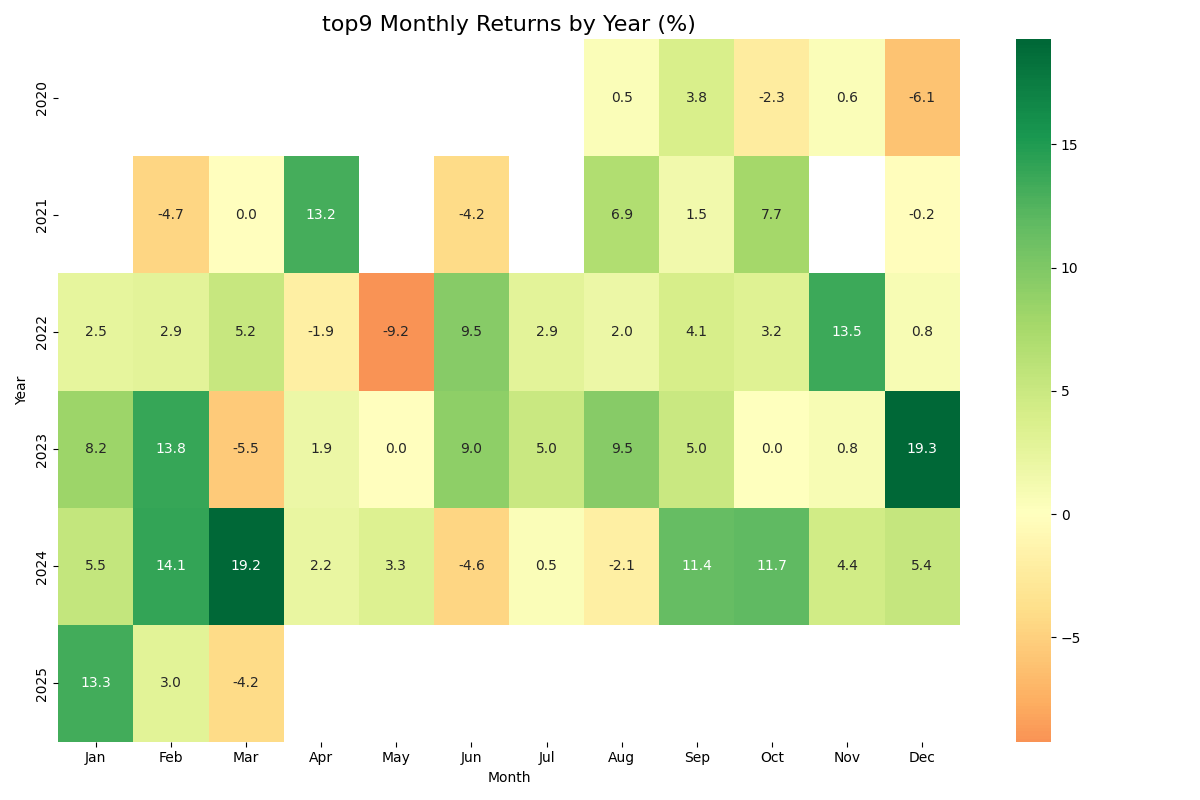 top9 Monthly Returns by Year (%)
2020 0.5 3.8 -2.3 0.6 -6.1
2021 -4.7 0.0 13.2 -4.2 6.9 1.5 7.7 -0.2
2022 2.5 2.9 5.2 -1.9 -9.2 9.5 2.9 2.0 4.1 3.2 13.5 0.8
2023 8.2 13.8 -5.5 1.9 0.0 9.0 5.0 9.5 5.0 0.0 0.8 19.3
2024 5.5 14.1 19.2 2.2 3.3 -4.6 0.5 -2.1 11.4 11.7 4.4 5.4
2025 13.3 3.0 -4.2
Year
Jan Feb Mar Apr May Jun Jul Aug Sep Oct Nov Dec
Month
15
10
5
0
−5